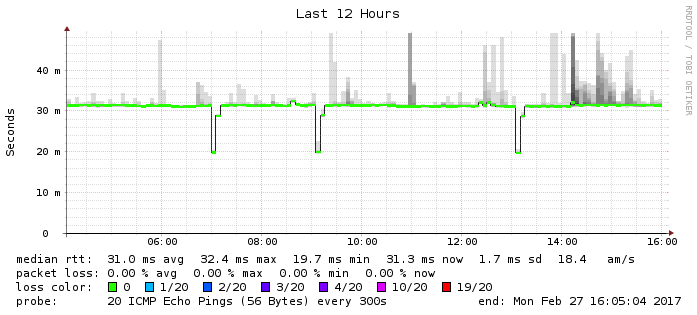 Last 12 Hours
RRDTOOL / TOBI OETIKER
Seconds
40 m
30 m
20 m
10 m
0
06:00 08:00 10:00 12:00 14:00 16:00
median rtt: 31.0 ms avg 32.4 ms max 19.7 ms min 31.3 ms now 1.7 ms sd 18.4 am/s
packet loss: 0.00 % avg 0.00 % max 0.00 % min 0.00 % now
loss color: 0 1/20 2/20 3/20 4/20 10/20 19/20
probe: 20 ICMP Echo Pings (56 Bytes) every 300s end: Mon Feb 27 16:05:04 2017